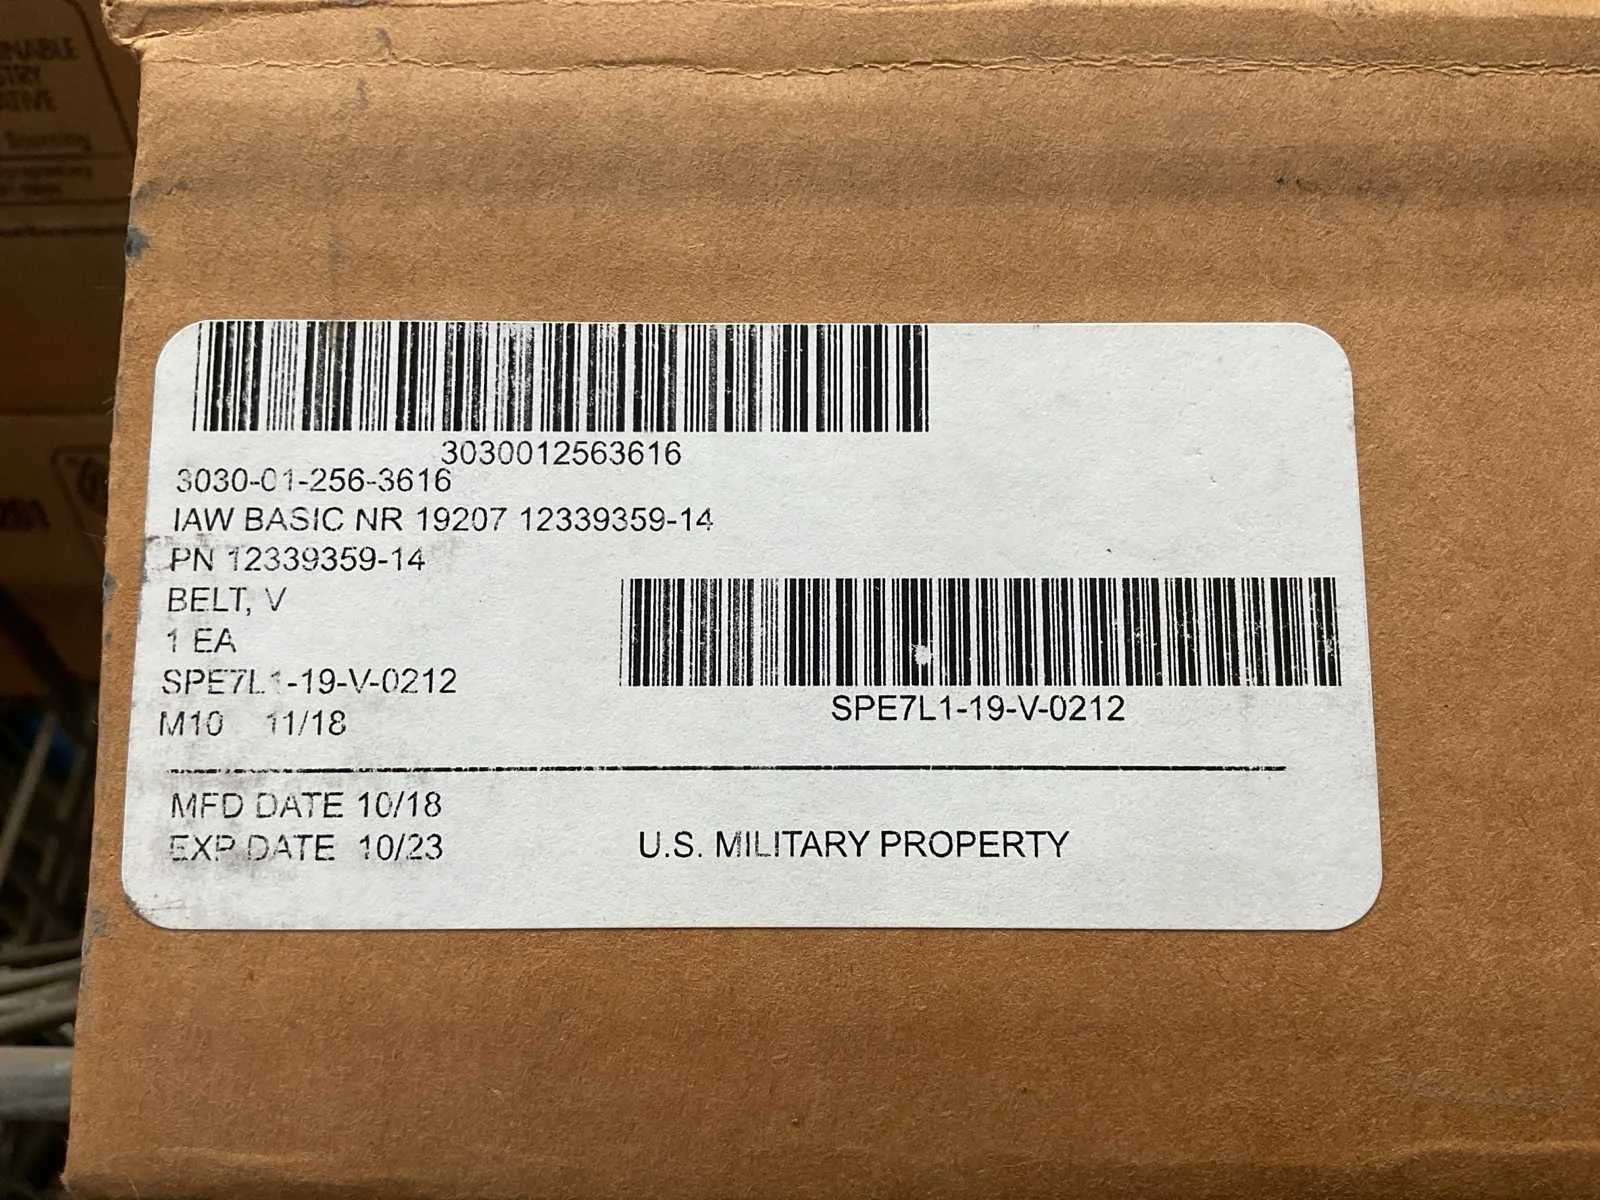 3030012563616
3030-01-256-3616
IAW BASIC NR 19207 12339359-14
PN 12339359-14
BELT, V
1 EA
SPE7L1-19-V-0212
SPE7L1-19-V-0212
M10 11/18
MFD DATE 10/18
EXP DATE 10/23
U.S. MILITARY PROPERTY